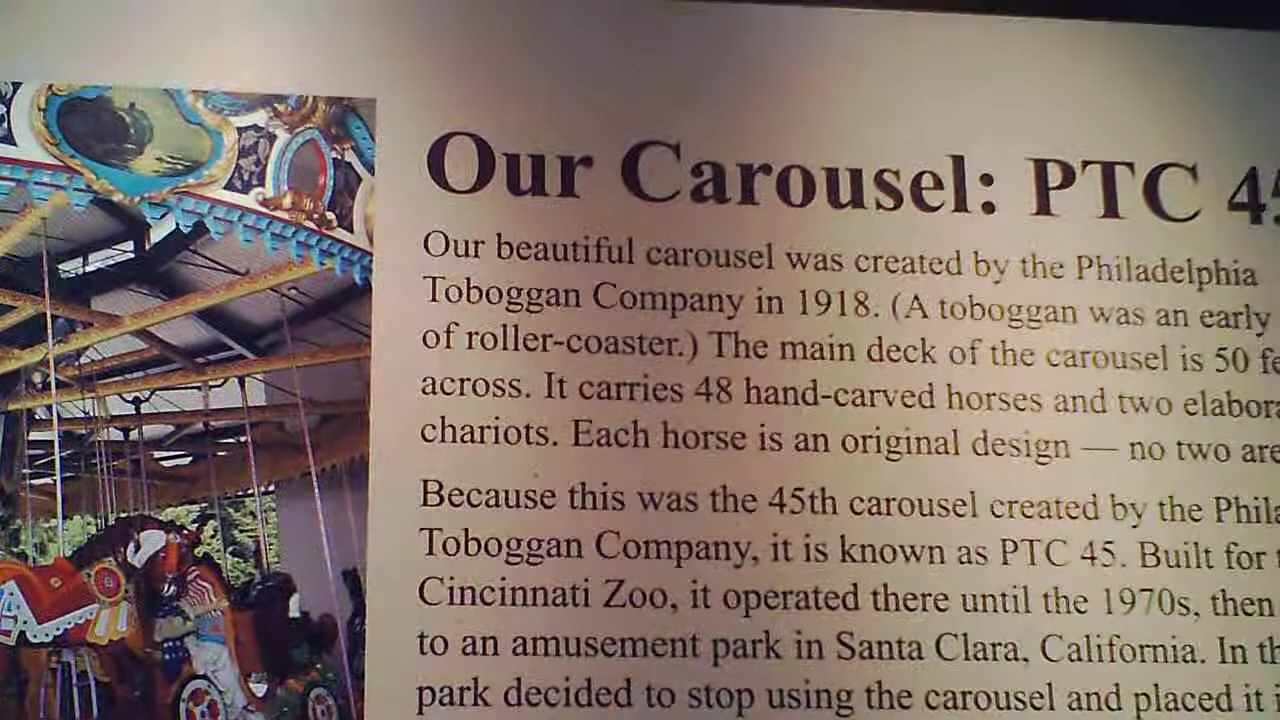 Our Carousel: PTC 45
Our beautiful carousel was created by the Philadelphia
Toboggan Company in 1918. (A toboggan was an early
of roller-coaster.) The main deck of the carousel is 50
across. It carries 48 hand-carved horses and two
chariots. Each horse is an original design — no two are
Because this was the 45th carousel created by the
Toboggan Company, it is known as PTC 45. Built for
Cincinnati Zoo, it operated there until the 1970s, then
to an amusement park in Santa Clara, California. In
park decided to stop using the carousel and placed it